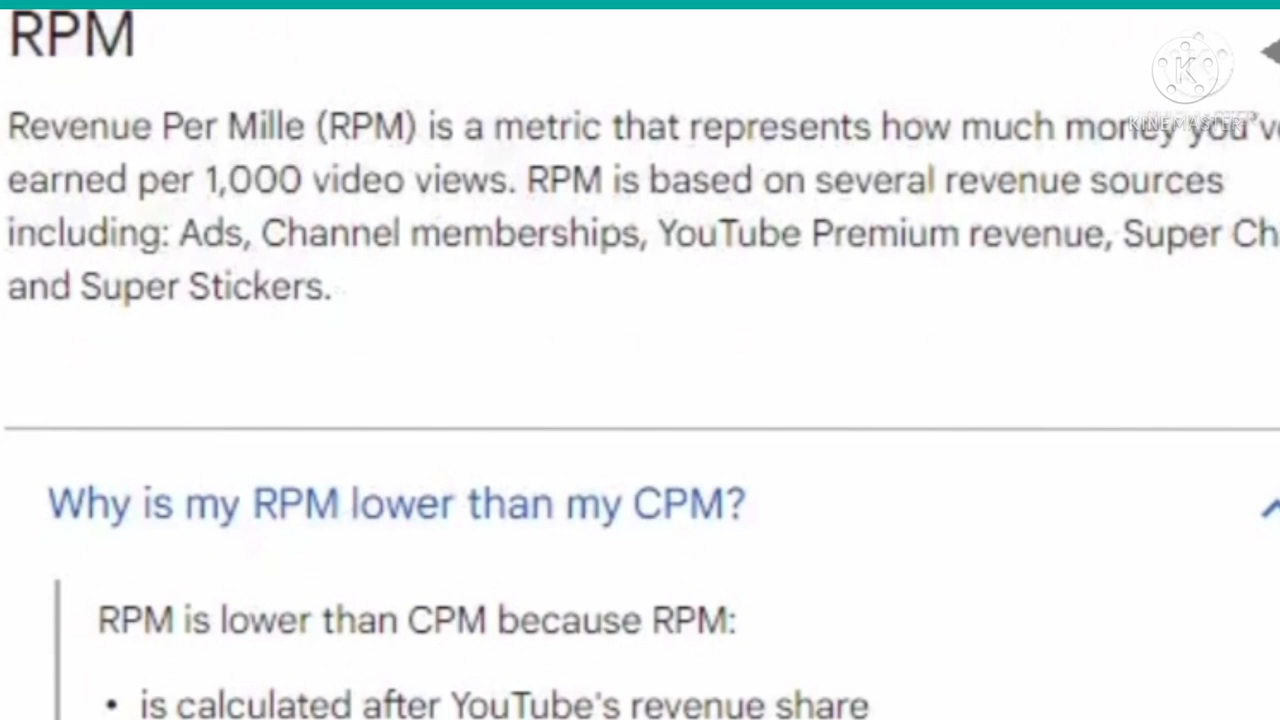 RPM
K
KINEMASTER
Revenue Per Mille (RPM) is a metric that represents how much money you've
earned per 1,000 video views. RPM is based on several revenue sources
including: Ads, Channel memberships, YouTube Premium revenue, Super Ch
and Super Stickers.
Why is my RPM lower than my CPM?
RPM is lower than CPM because RPM:
• is calculated after YouTube's revenue share